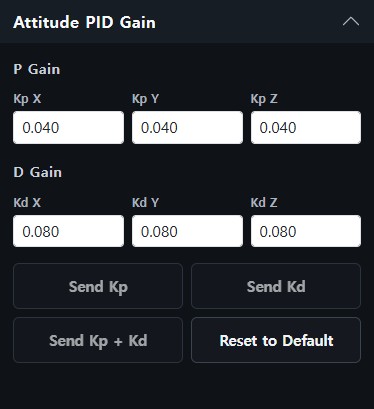 Attitude PID Gain
P Gain
Kp X Kp Y Kp Z
0.040 0.040 0.040
D Gain
Kd X Kd Y Kd Z
0.080 0.080 0.080
Send Kp Send Kd
Send Kp + Kd Reset to Default